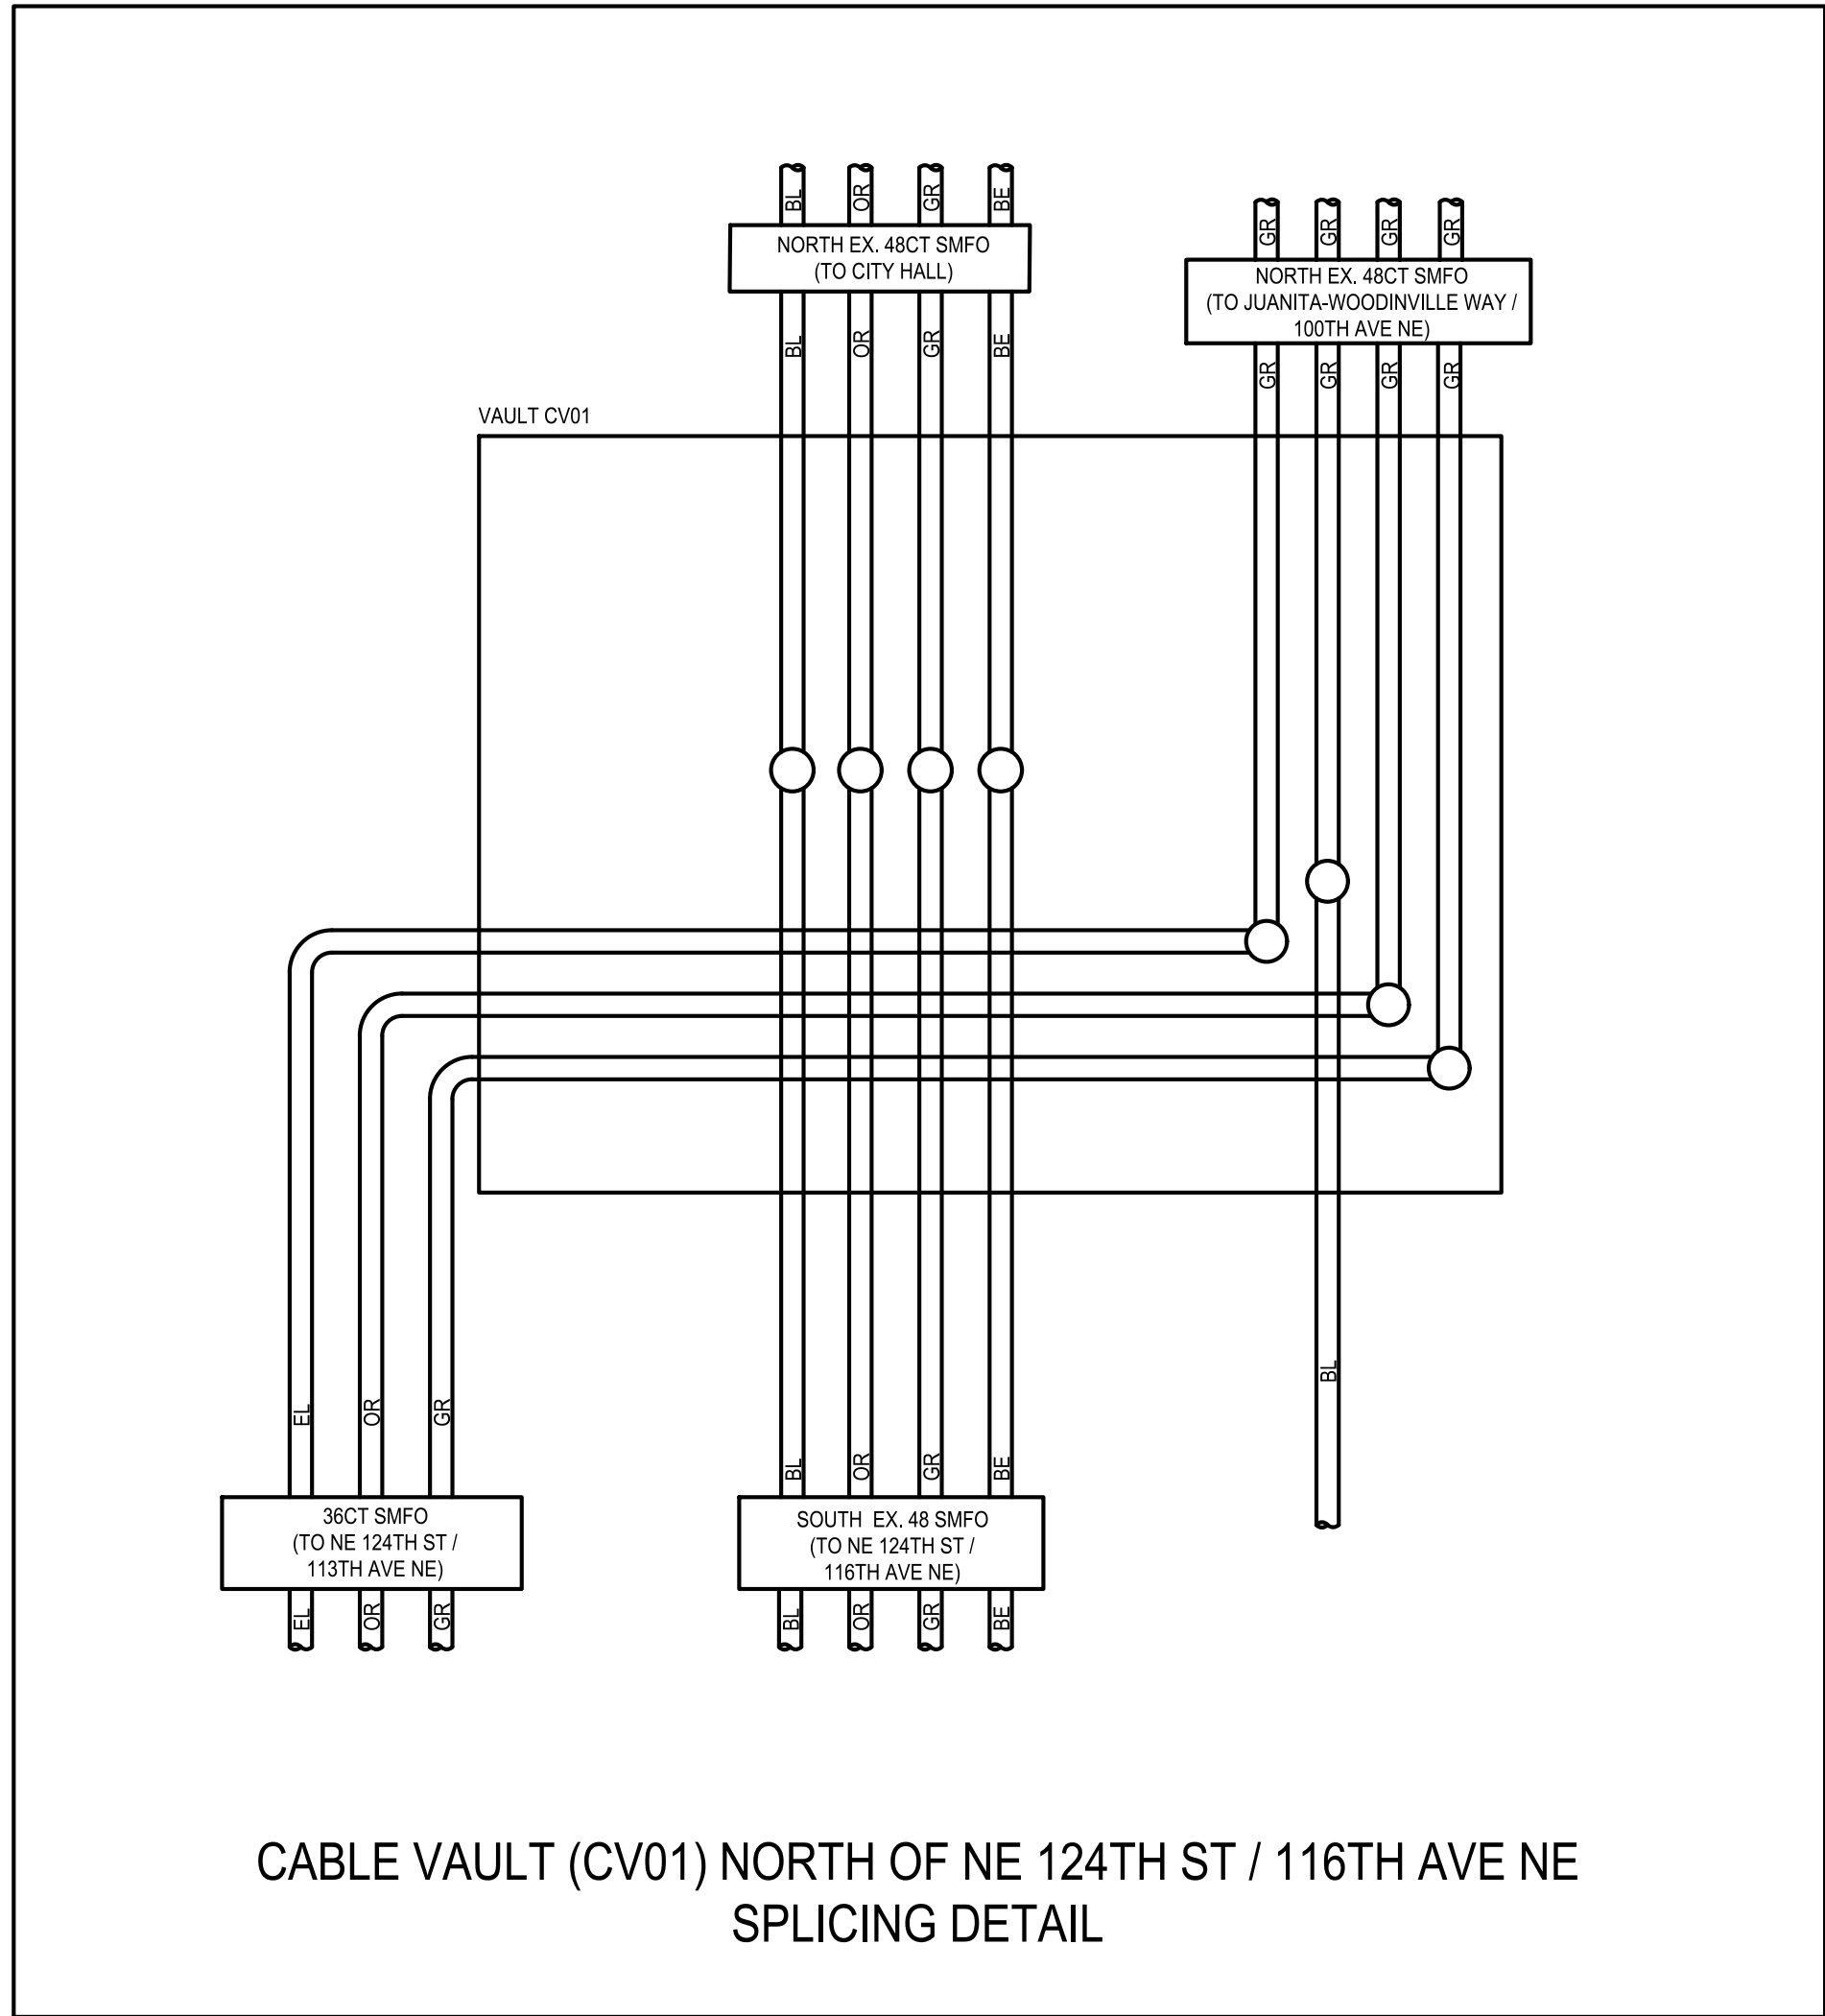 BL OR GR BE
NORTH EX. 48CT SMFO
(TO CITY HALL)
BL OR GR BE
GR GR GR GR
NORTH EX. 48CT SMFO
(TO JUANITA-WOODINVILLE WAY /
100TH AVE NE)
GR GR GR GR
VAULT CV01
BL
EL OR GR
36CT SMFO
(TO NE 124TH ST /
113TH AVE NE)
EL OR GR
BL OR GR BE
SOUTH EX. 48 SMFO
(TO NE 124TH ST /
116TH AVE NE)
BL OR GR BE
CABLE VAULT (CV01) NORTH OF NE 124TH ST / 116TH AVE NE
SPLICING DETAIL